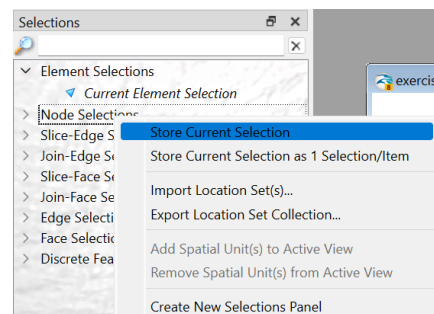 Selections
Element Selections
Current Element Selection
Node Selections
Slice-Edge S
Join-Edge Se
Slice-Face Se
Join-Face Se
Edge Selecti
Face Selectic
Discrete Fea
Store Current Selection
Store Current Selection as 1 Selection/Item
Import Location Set(s)...
Export Location Set Collection...
Add Spatial Unit(s) to Active View
Remove Spatial Unit(s) from Active View
Create New Selections Panel
8
exercis